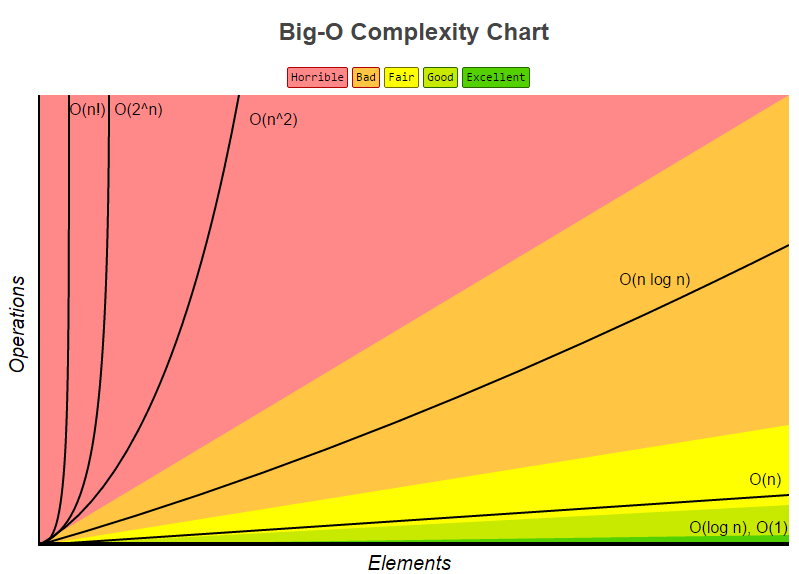 Big-O Complexity Chart
Horrible Bad Fair Good Excellent
O(n!) O(2^n)
O(n^2)
O(n log n)
O(n)
O(log n), O(1)
Operations
Elements